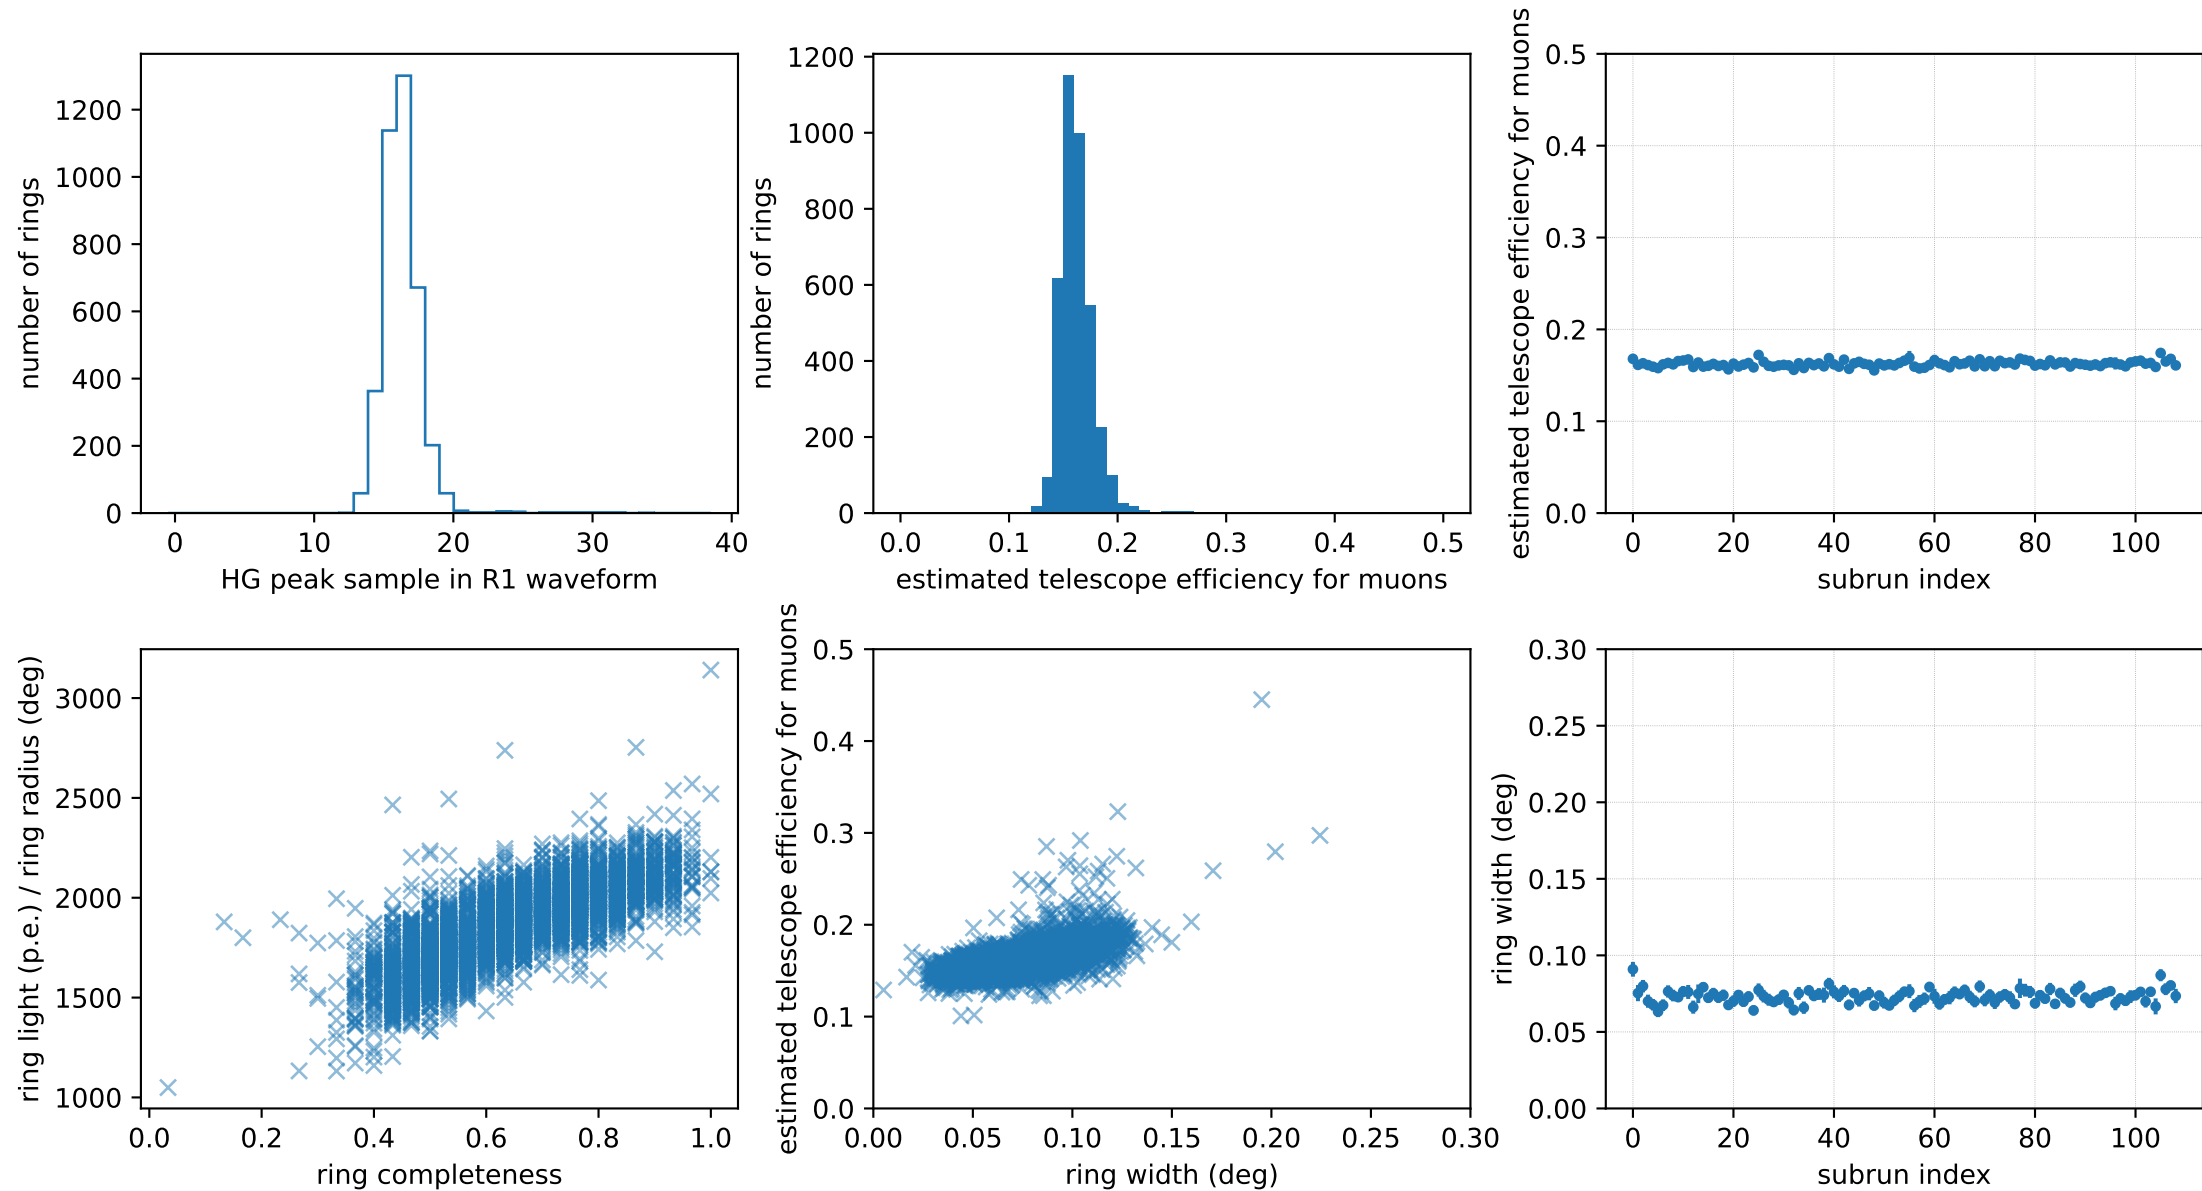 number of rings
1200
1000
800
600
400
200
0
0 10 20 30 40
HG peak sample in R1 waveform
number of rings
1200
1000
800
600
400
200
0
0.0 0.1 0.2 0.3 0.4 0.5
estimated telescope efficiency for muons
estimated telescope efficiency for muons
0.5
0.4
0.3
0.2
0.1
0.0
0 20 40 60 80 100
subrun index
ring light (p.e.) / ring radius (deg)
3000
2500
2000
1500
1000
0.0 0.2 0.4 0.6 0.8 1.0
ring completeness
estimated telescope efficiency for muons
0.5
0.4
0.3
0.2
0.1
0.0
0.00 0.05 0.10 0.15 0.20 0.25 0.30
ring width (deg)
ring width (deg)
0.30
0.25
0.20
0.15
0.10
0.05
0.00
0 20 40 60 80 100
subrun index